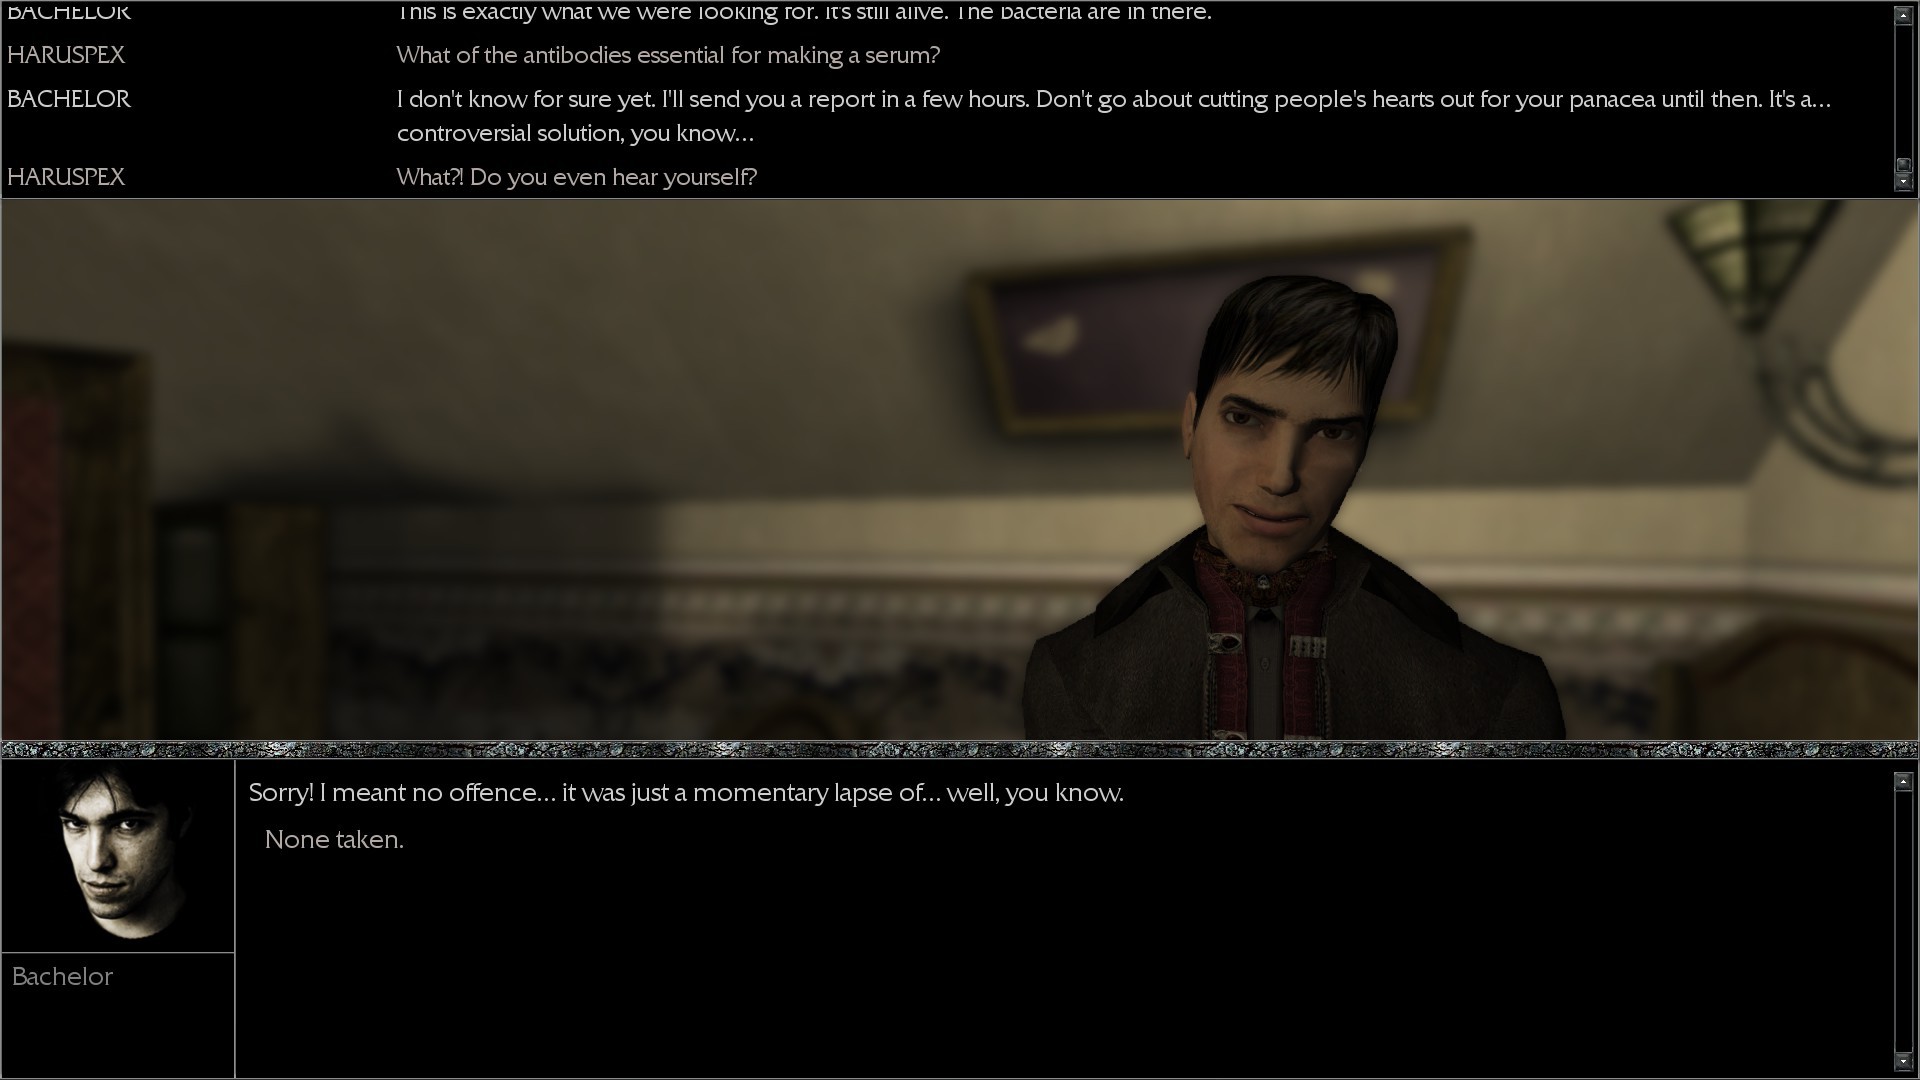 BACHELOR This is exactly what we were looking for. It's still alive. The bacteria are in there.
HARUSPEX What of the antibodies essential for making a serum?
BACHELOR I don't know for sure yet. I'll send you a report in a few hours. Don't go about cutting people's hearts out for your panacea until then. It's a...
controversial solution, you know...
HARUSPEX What?! Do you even hear yourself?
Sorry! I meant no offence... it was just a momentary lapse of... well, you know.
None taken.
Bachelor